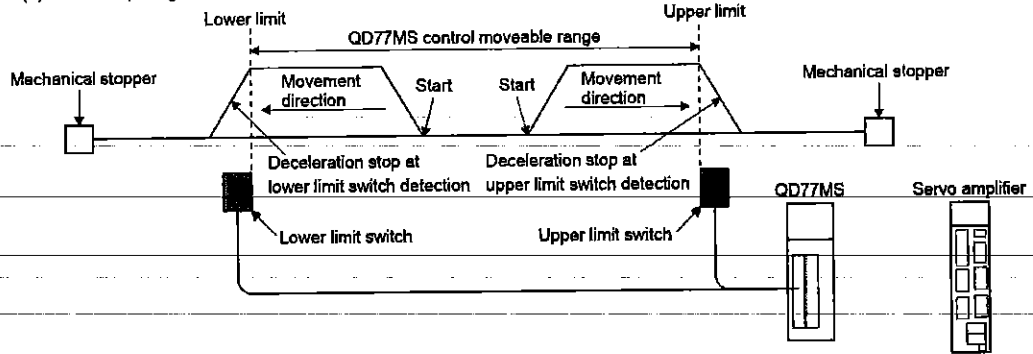 Lower limit
Upper limit
QD77MS control moveable range
Mechanical stopper
Movement
direction
Start
Start
Movement
direction
Mechanical stopper
Deceleration stop at
lower limit switch detection
Deceleration stop at
upper limit switch detection
QD77MS
Servo amplifier
Lower limit switch
Upper limit switch